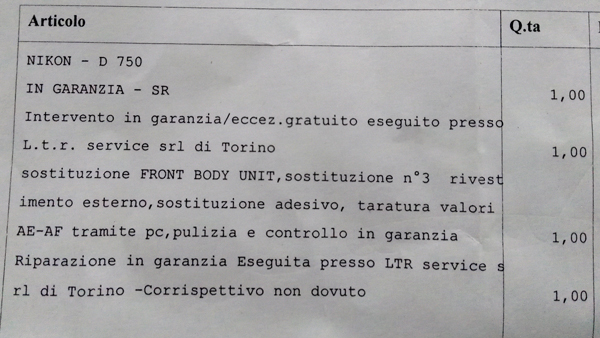 Articolo Q.ta
NIKON - D 750
IN GARANZIA - SR 1,00
Intervento in garanzia/eccez.gratuito eseguito presso
L.t.r. service srl di Torino 1,00
sostituzione FRONT BODY UNIT,sostituzione n°3 rivest
imento esterno,sostituzione adesivo, taratura valori
AE-AF tramite pc,pulizia e controllo in garanzia 1,00
Riparazione in garanzia Eseguita presso LTR service s
rl di Torino -Corrispettivo non dovuto 1,00